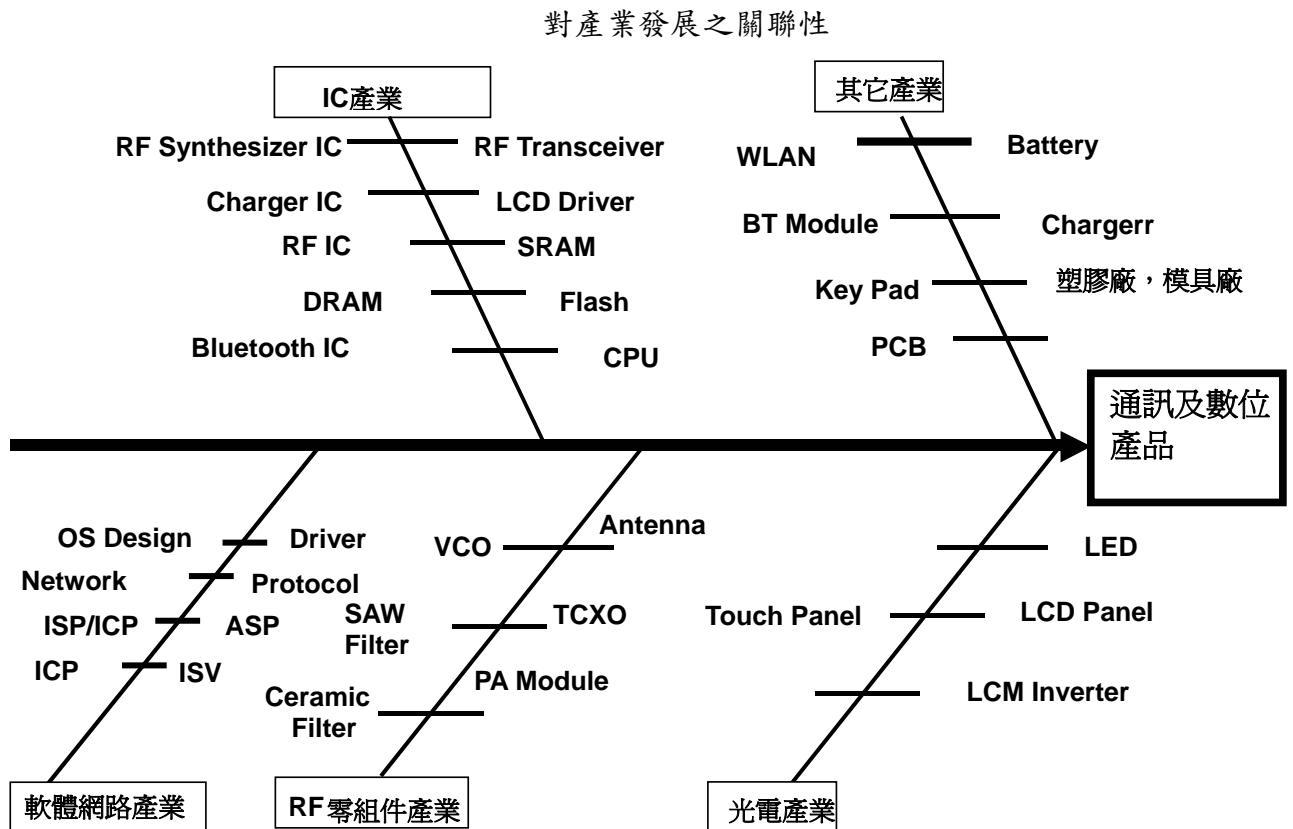 對產業發展之關聯性
IC產業
其它產業
RF Synthesizer IC
RF Transceiver
WLAN
Battery
Charger IC
LCD Driver
BT Module
Chargerr
RF IC
SRAM
Key Pad
塑膠廠，模具廠
DRAM
Flash
PCB
Bluetooth IC
CPU
通訊及數位
產品
OS Design
Driver
VCO
Antenna
LED
Network
Protocol
SAW
Filter
TCXO
Touch Panel
LCD Panel
ISP/ICP
ASP
ICP
ISV
Ceramic
Filter
PA Module
LCM Inverter
軟體網路產業
RF零組件產業
光電產業